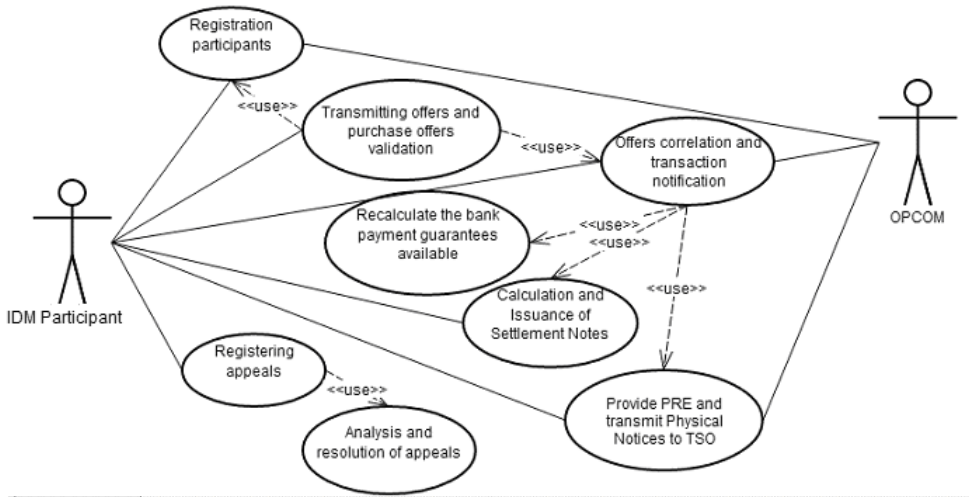 Registration
participants
<<use>>
Transmitting offers and
purchase offers
validation
<<use>>
Offers correlation and
transaction
notification
OPCOM
Recalculate the bank
payment guarantees
available
<<use>>
<<use>>
<<use>>
Calculation and
Issuance of
Settlement Notes
IDM Participant
Registering
appeals
<<use>>
Analysis and
resolution of appeals
Provide PRE and
transmit Physical
Notices to TSO